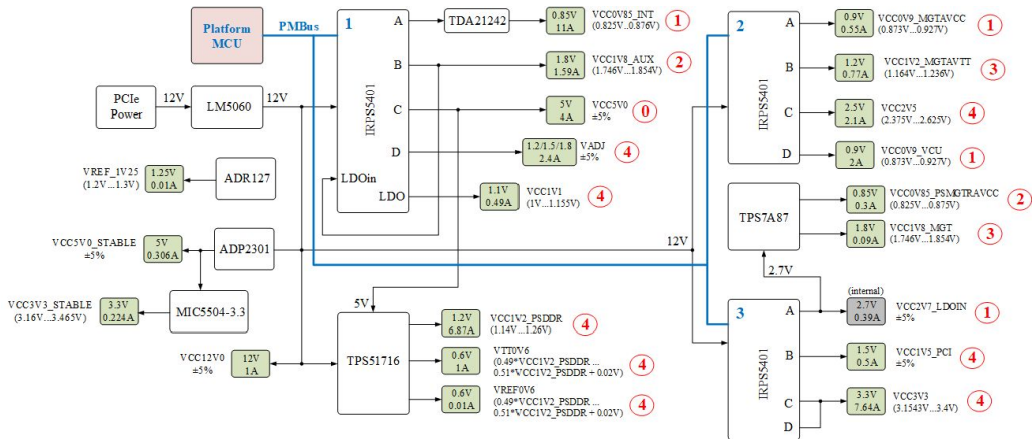 Platform
MCU
PMBus
1
IRPS5401
A
B
C
D
LDOin
LDO
TDA21242
0.85V
11A
VCC0V85_INT
(0.825V...0.876V)
1
1.8V
1.59A
VCC1V8_AUX
(1.746V...1.854V)
2
5V
4A
VCC5V0
±5%
0
1.2/1.5/1.8
2.4A
VADJ
±5%
4
1.1V
0.49A
VCC1V1
(1V...1.155V)
4
PCIe
Power
12V
LM5060
12V
VREF_1V25
(1.2V...1.3V)
1.25V
0.01A
ADR127
VCC5V0_STABLE
±5%
5V
0.306A
ADP2301
VCC3V3_STABLE
(3.16V...3.465V)
3.3V
0.224A
MIC5504-3.3
VCC12V0
±5%
12V
1A
5V
TPS51716
1.2V
6.87A
VCC1V2_PSDDR
(1.14V...1.26V)
4
0.6V
1A
VTT0V6
(0.49*VCC1V2_PSDDR ...
0.51*VCC1V2_PSDDR + 0.02V)
4
0.6V
0.01A
VREF0V6
(0.49*VCC1V2_PSDDR ...
0.51*VCC1V2_PSDDR + 0.02V)
4
2
IRPS5401
A
B
C
D
0.9V
0.55A
VCC0V9_MGTAVCC
(0.873V...0.927V)
1
1.2V
0.77A
VCC1V2_MGTAVTT
(1.164V...1.236V)
3
2.5V
2.1A
VCC2V5
(2.375V...2.625V)
4
0.9V
2A
VCC0V9_VCU
(0.873V...0.927V)
1
12V
TPS7A87
0.85V
0.3A
VCC0V85_PSMGTRAVCC
(0.825V...0.875V)
2
1.8V
0.09A
VCC1V8_MGT
(1.746V...1.854V)
3
2.7V
3
IRPS5401
A
B
C
D
(internal)
2.7V
0.39A
VCC2V7_LDOIN
±5%
1
1.5V
0.5A
VCC1V5_PCI
±5%
4
3.3V
7.64A
VCC3V3
(3.1543V...3.4V)
4